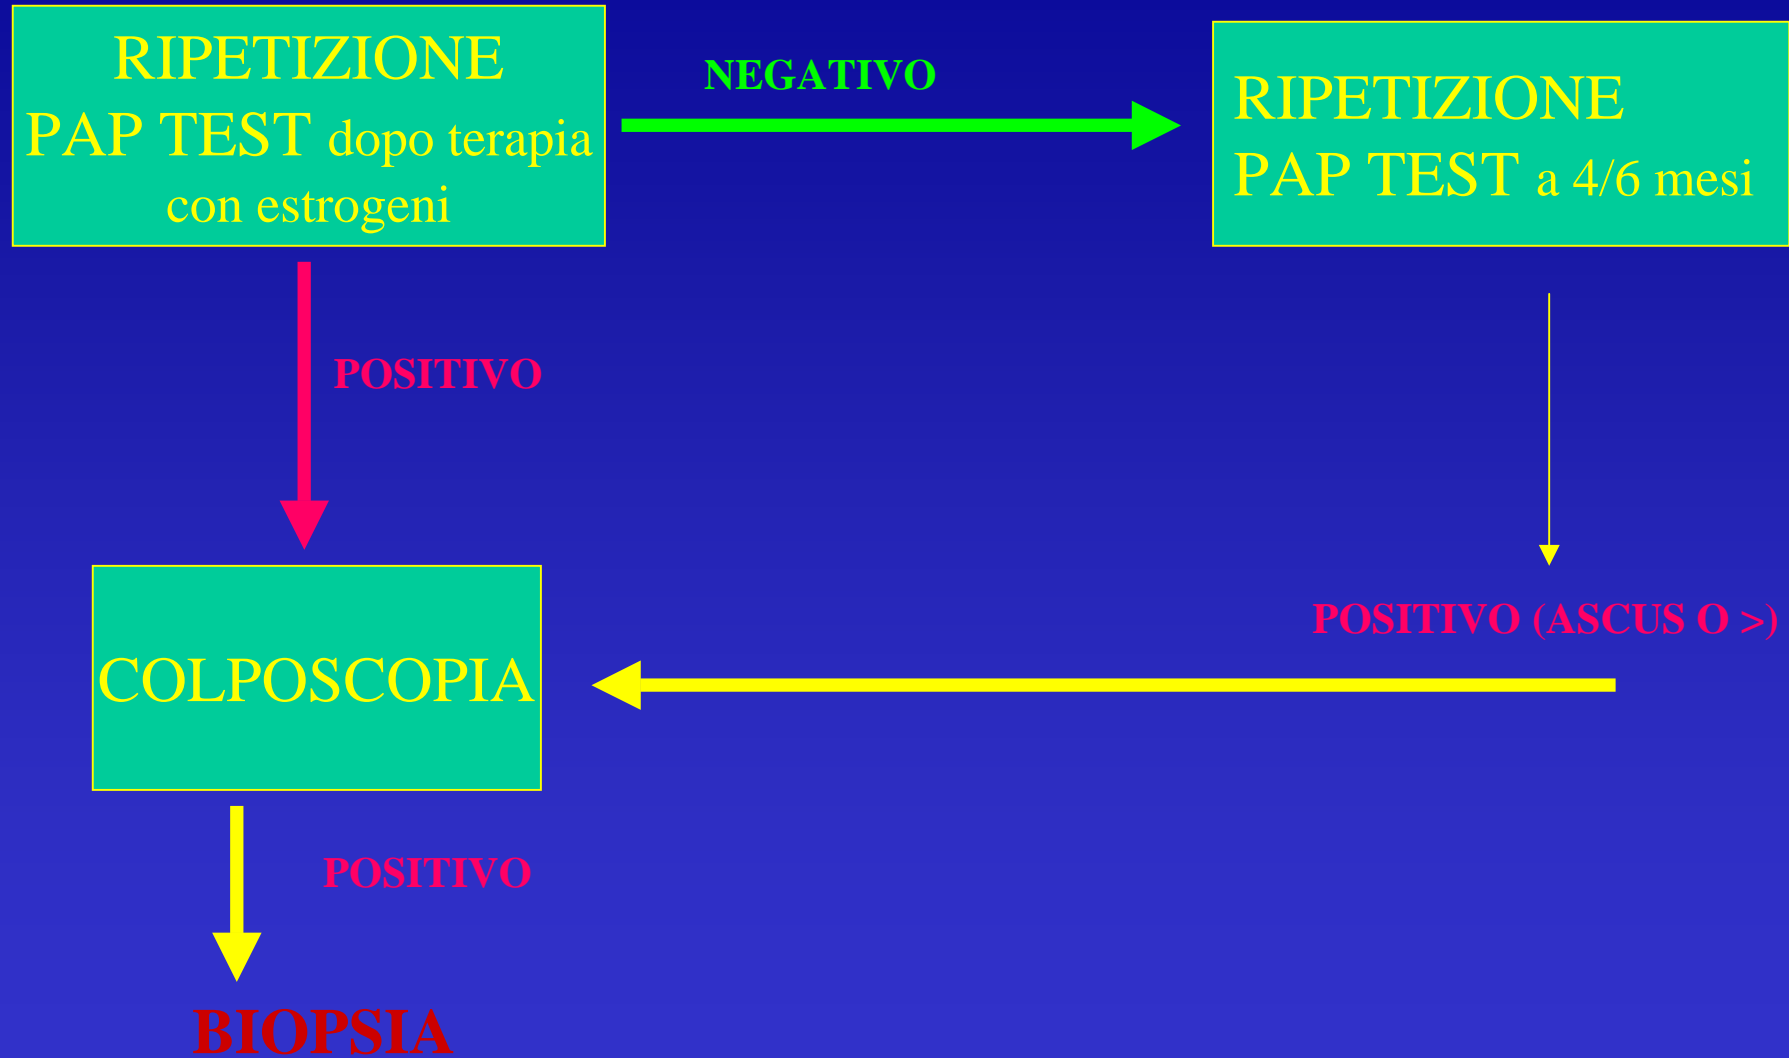 RIPETIZIONE
PAP TEST dopo terapia
con estrogeni
NEGATIVO
RIPETIZIONE
PAP TEST a 4/6 mesi
POSITIVO
POSITIVO (ASCUS O >)
COLPOSCOPIA
POSITIVO
BIOPSIA